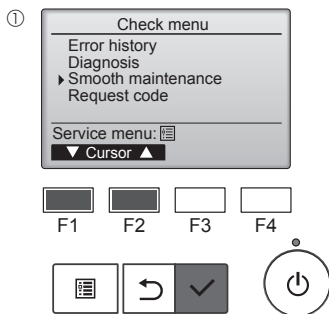 ①
Check menu
Error history
Diagnosis
Smooth maintenance
Request code
Service menu:
▼ Cursor ▲
F1 F2 F3 F4